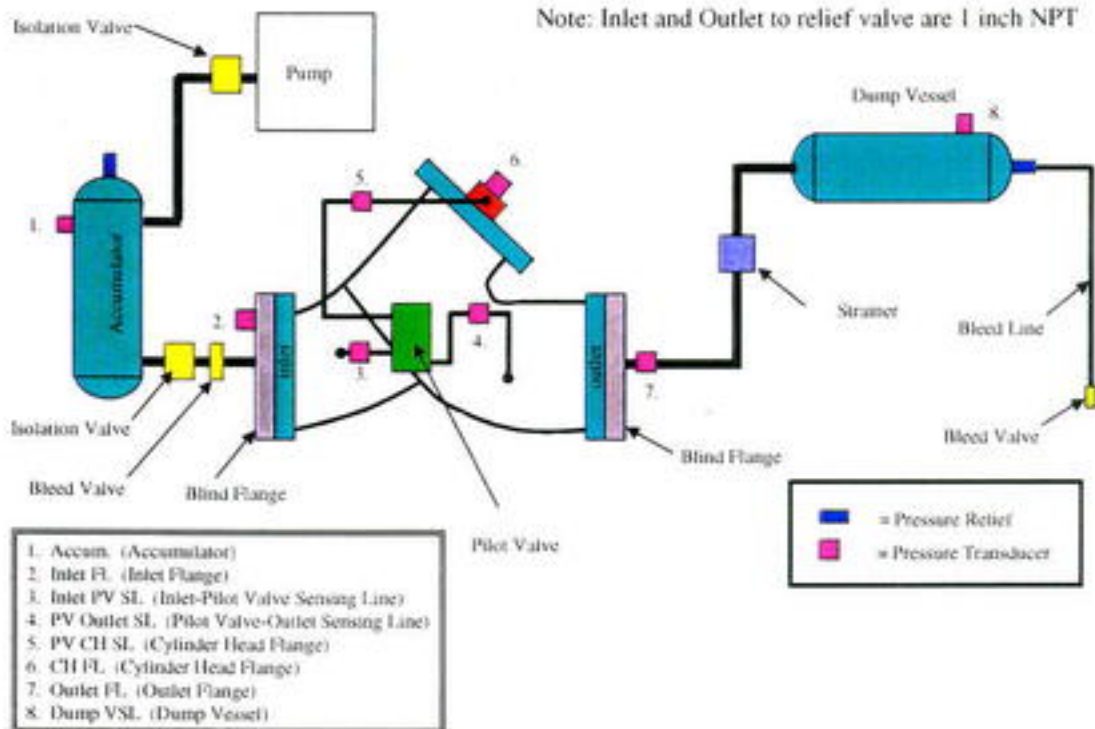 Isolation Valve
Note: Inlet and Outlet to relief valve are 1 inch NPT
Pump
Dump Vessel
8.
6.
5.
1.
Accumulator
2.
Inlet
3.
4.
outlet
7.
Strainer
Bleed Line
Isolation Valve
Bleed Valve
Blind Flange
Pilot Valve
Blind Flange
Bleed Valve
= Pressure Relief
= Pressure Transducer
1. Accum. (Accumulator)
2. Inlet FL (Inlet Flange)
3. Inlet PV SL (Inlet-Pilot Valve Sensing Line)
4. PV Outlet SL (Pilot Valve-Outlet Sensing Line)
5. PV CH SL (Cylinder Head Flange)
6. CH FL (Cylinder Head Flange)
7. Outlet FL (Outlet Flange)
8. Dump VSL (Dump Vessel)